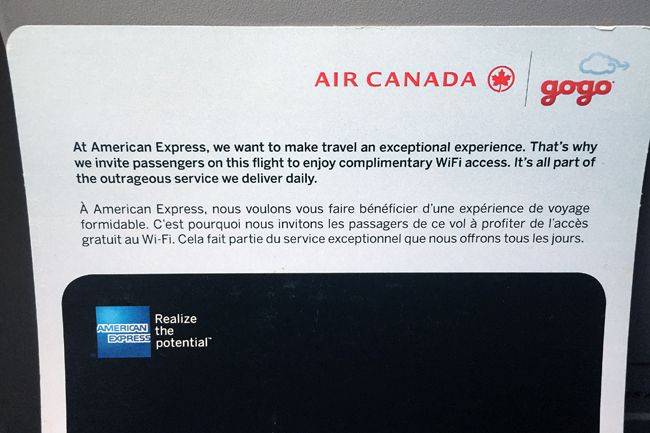 AIR CANADA gogo
At American Express, we want to make travel an exceptional experience. That's why
we invite passengers on this flight to enjoy complimentary WiFi access. It's all part of
the outrageous service we deliver daily.
À American Express, nous voulons vous faire bénéficier d'une expérience de voyage
formidable. C'est pourquoi nous invitons les passagers de ce vol à profiter de l'accès
gratuit au Wi-Fi. Cela fait partie du service exceptionnel que nous offrons tous les jours.
AMERICAN
EXPRESS
Realize
the
potential™